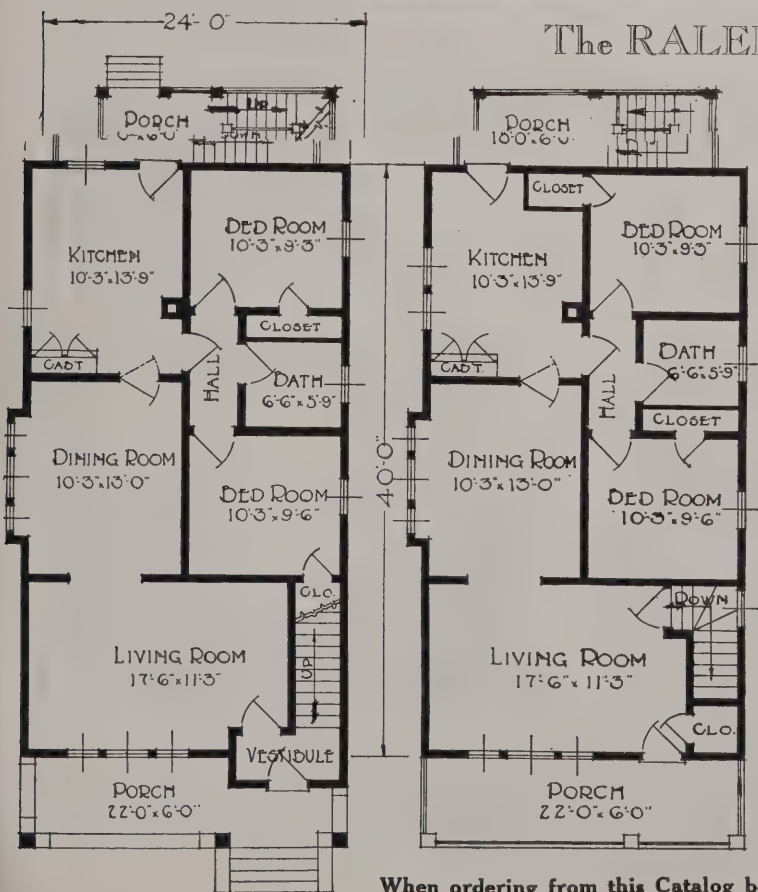 24'-0"
The RALE
PORCH
UP
DOWN
KITCHEN
10'-3"x13'-9"
BED ROOM
10'-3"x9'-3"
CLOSET
CABT
HALL
BATH
6'-6"x5'-9"
DINING ROOM
10'-3"x13'-0"
BED ROOM
10'-3"x9'-6"
CLO.
LIVING ROOM
17'-6"x11'-3"
UP
VESTIBULE
PORCH
22'-0"x6'-0"
40'-0"
PORCH
18'-0"x6'-0"
CLOSET
KITCHEN
10'-3"x13'-9"
BED ROOM
10'-3"x9'-3"
CABT.
HALL
BATH
6'-6"x5'-9"
CLOSET
DINING ROOM
10'-3"x13'-0"
BED ROOM
10'-3"x9'-6"
DOWN
LIVING ROOM
17'-6"x11'-3"
CLO.
PORCH
22'-0"x6'-0"
When ordering from this Catalog b